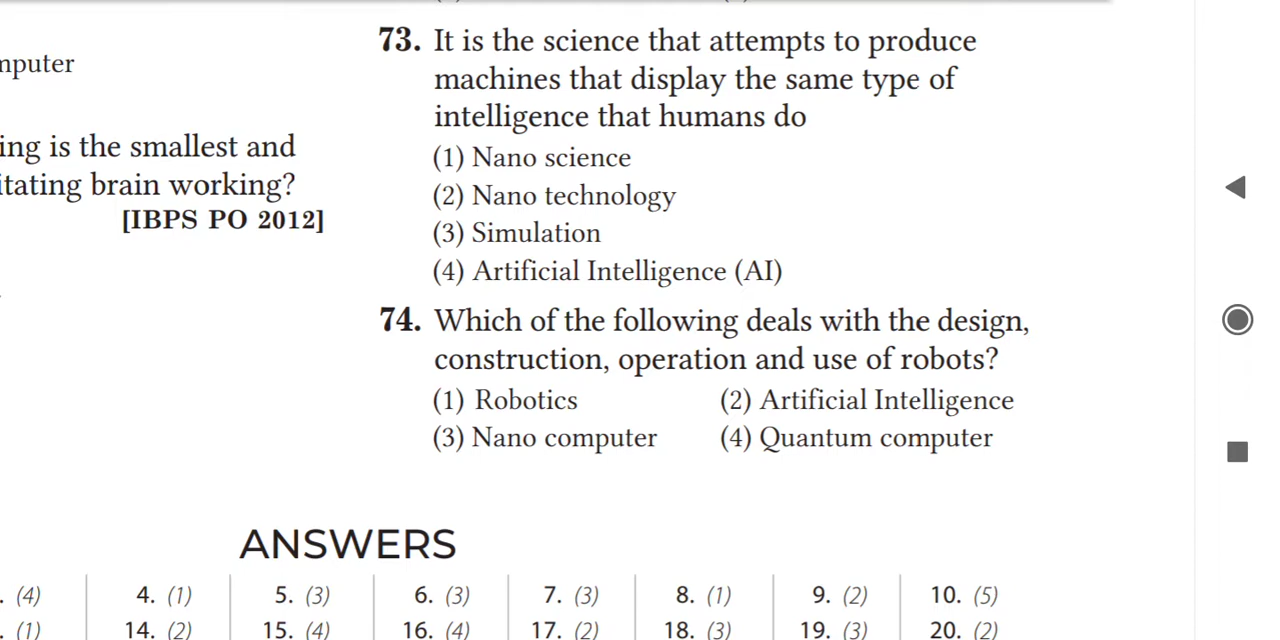 mputer
ing is the smallest and
itating brain working?
[IBPS PO 2012]
73. It is the science that attempts to produce
machines that display the same type of
intelligence that humans do
(1) Nano science
(2) Nano technology
(3) Simulation
(4) Artificial Intelligence (AI)
74. Which of the following deals with the design,
construction, operation and use of robots?
(1) Robotics (2) Artificial Intelligence
(3) Nano computer (4) Quantum computer
ANSWERS
. (4) 4. (1) 5. (3) 6. (3) 7. (3) 8. (1) 9. (2) 10. (5)
. (1) 14. (2) 15. (4) 16. (4) 17. (2) 18. (3) 19. (3) 20. (2)